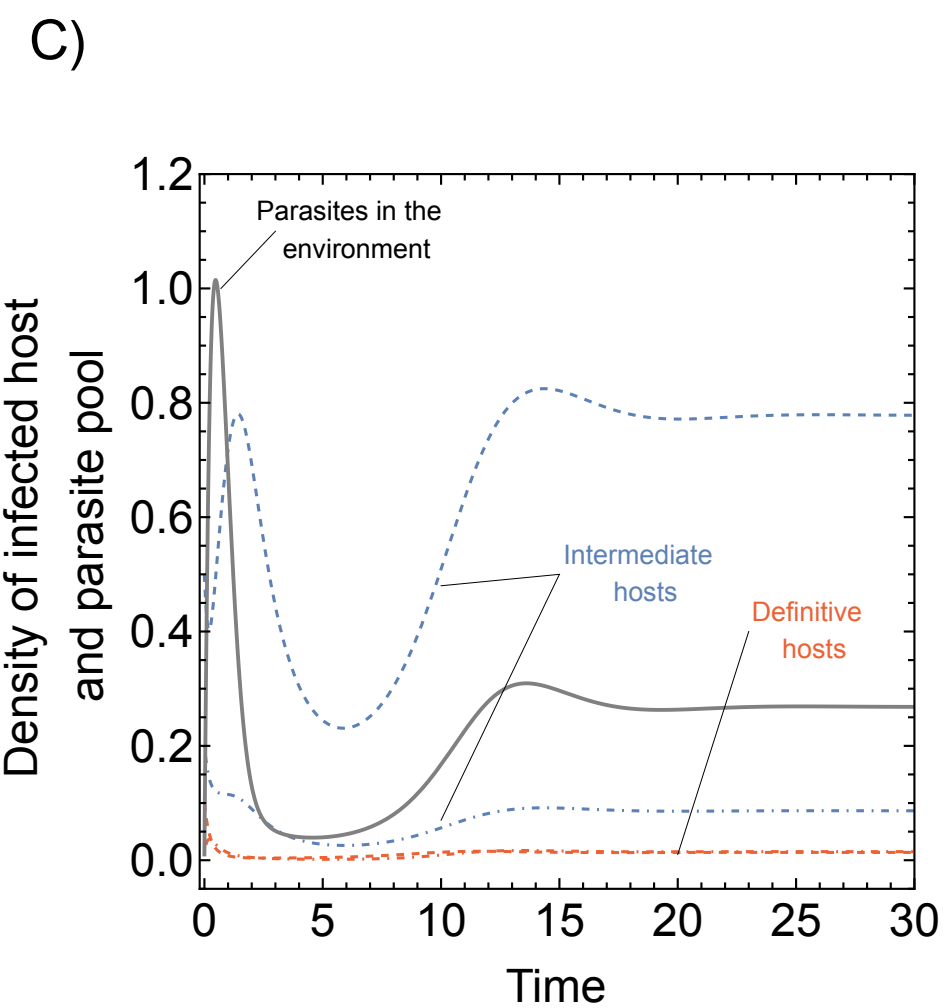 C)
1.2
1.0
0.8
0.6
0.4
0.2
0.0
0
5
10
15
20
25
30
Time
Density of infected host
and parasite pool
Parasites in the
environment
Intermediate
hosts
Definitive
hosts